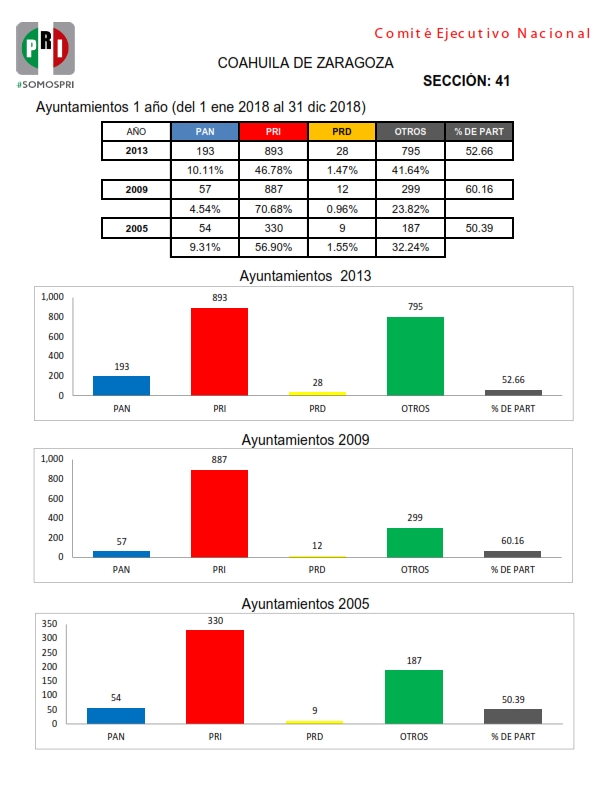 Comité Ejecutivo Nacional
PRI
#SOMOSPRI
COAHUILA DE ZARAGOZA
SECCIÓN: 41
Ayuntamientos 1 año (del 1 ene 2018 al 31 dic 2018)
AÑO PAN PRI PRD OTROS % DE PART
2013 193 893 28 795 52.66
10.11% 46.78% 1.47% 41.64%
2009 57 887 12 299 60.16
4.54% 70.68% 0.96% 23.82%
2005 54 330 9 187 50.39
9.31% 56.90% 1.55% 32.24%
Ayuntamientos 2013
1,000
800
600
400
200
0
193 893 28 795 52.66
PAN PRI PRD OTROS % DE PART
Ayuntamientos 2009
1,000
800
600
400
200
0
57 887 12 299 60.16
PAN PRI PRD OTROS % DE PART
Ayuntamientos 2005
350
300
250
200
150
100
50
0
54 330 9 187 50.39
PAN PRI PRD OTROS % DE PART